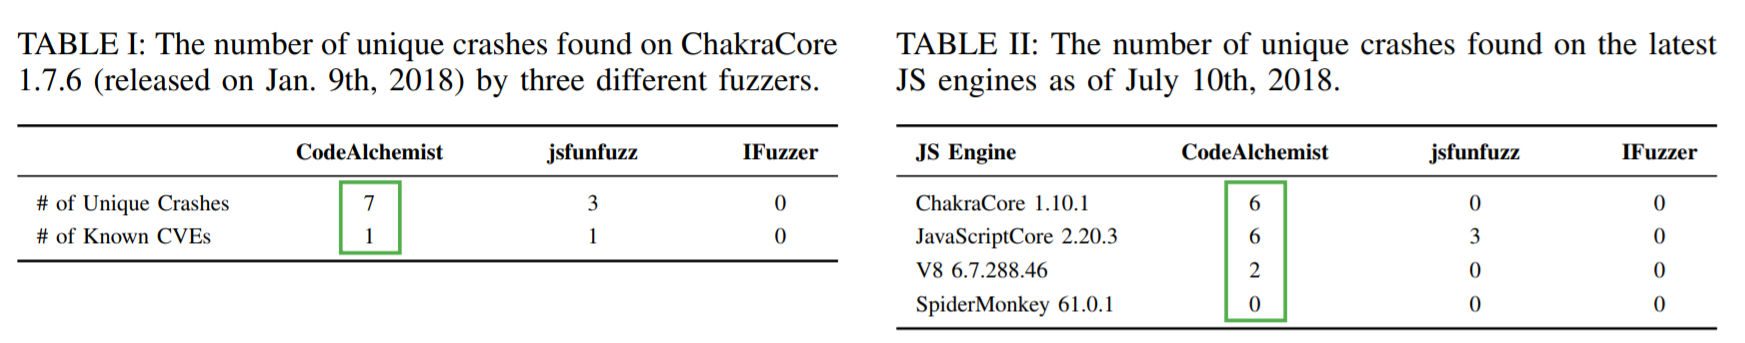 TABLE I: The number of unique crashes found on ChakraCore
1.7.6 (released on Jan. 9th, 2018) by three different fuzzers.
CodeAlchemist jsfunfuzz IFuzzer
# of Unique Crashes 7 3 0
# of Known CVEs 1 1 0
TABLE II: The number of unique crashes found on the latest
JS engines as of July 10th, 2018.
JS Engine CodeAlchemist jsfunfuzz IFuzzer
ChakraCore 1.10.1 6 0 0
JavaScriptCore 2.20.3 6 3 0
V8 6.7.288.46 2 0 0
SpiderMonkey 61.0.1 0 0 0